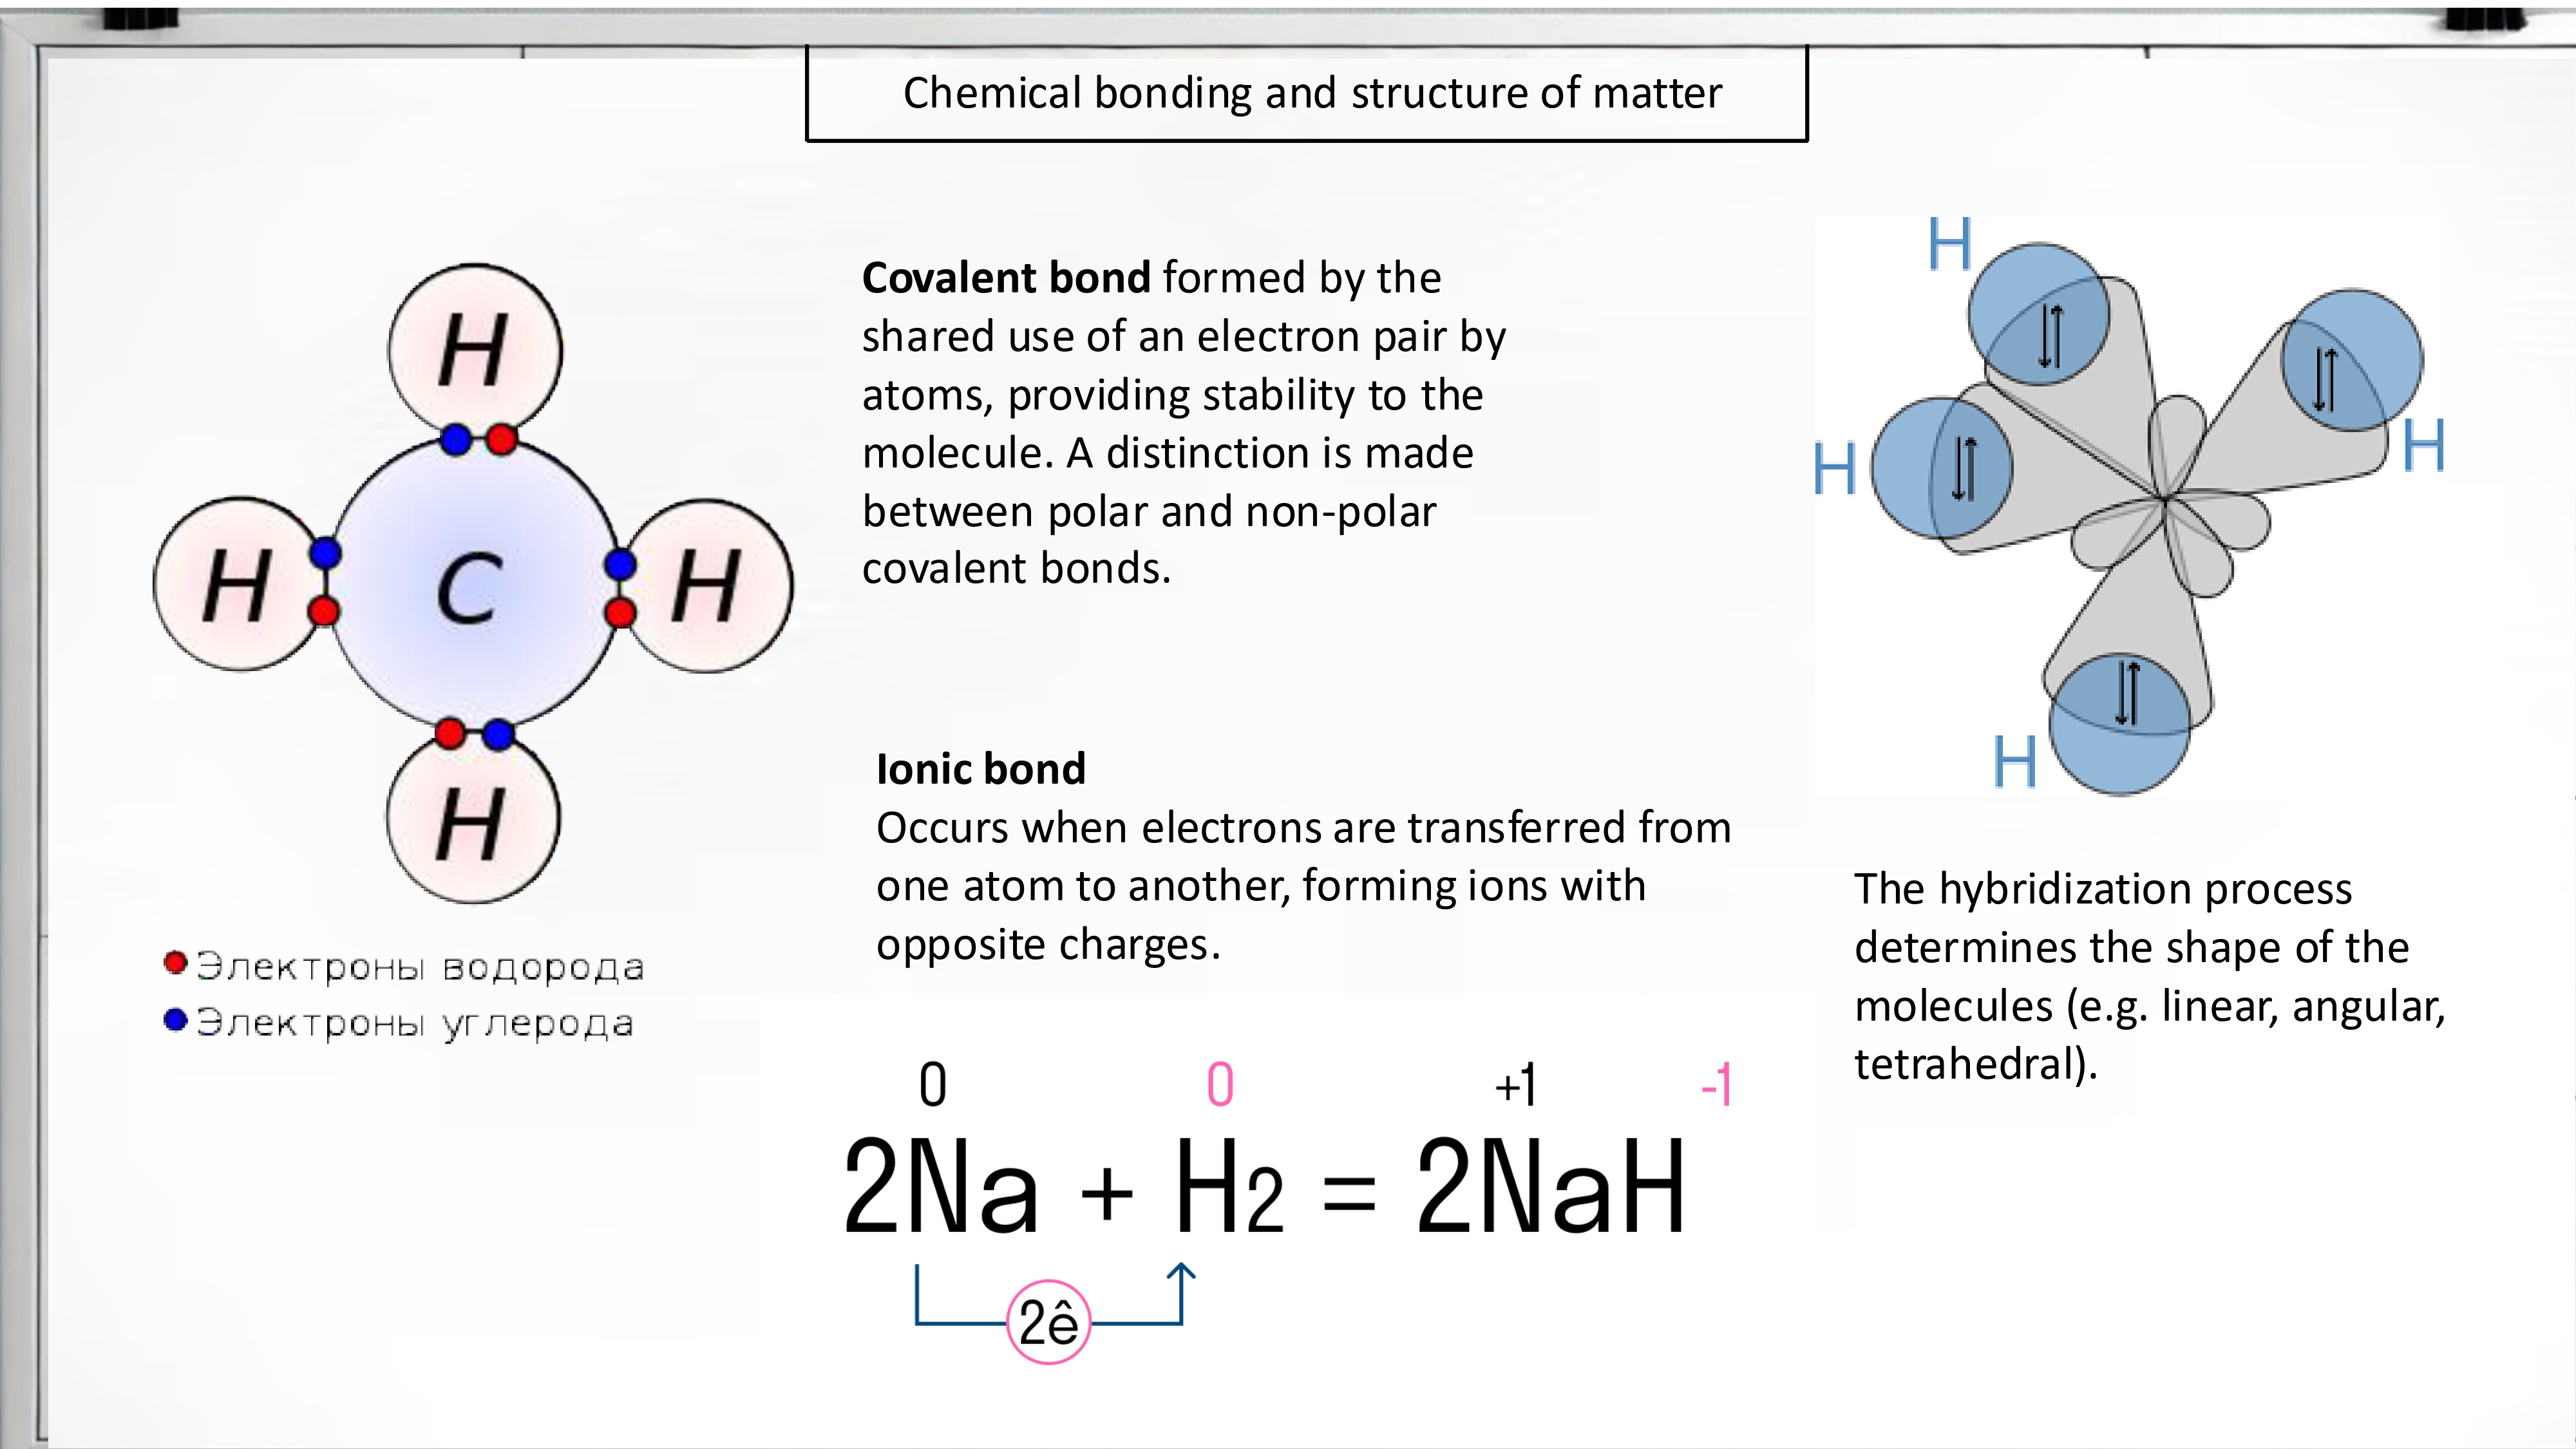 Chemical bonding and structure of matter
H
H
C
H
H
Электроны водорода
Электроны углерода
Covalent bond formed by the
shared use of an electron pair by
atoms, providing stability to the
molecule. A distinction is made
between polar and non-polar
covalent bonds.
Ionic bond
Occurs when electrons are transferred from
one atom to another, forming ions with
opposite charges.
0 0 +1 -1
2Na + H2 = 2NaH
2ê
H
H
H
H
The hybridization process
determines the shape of the
molecules (e.g. linear, angular,
tetrahedral).